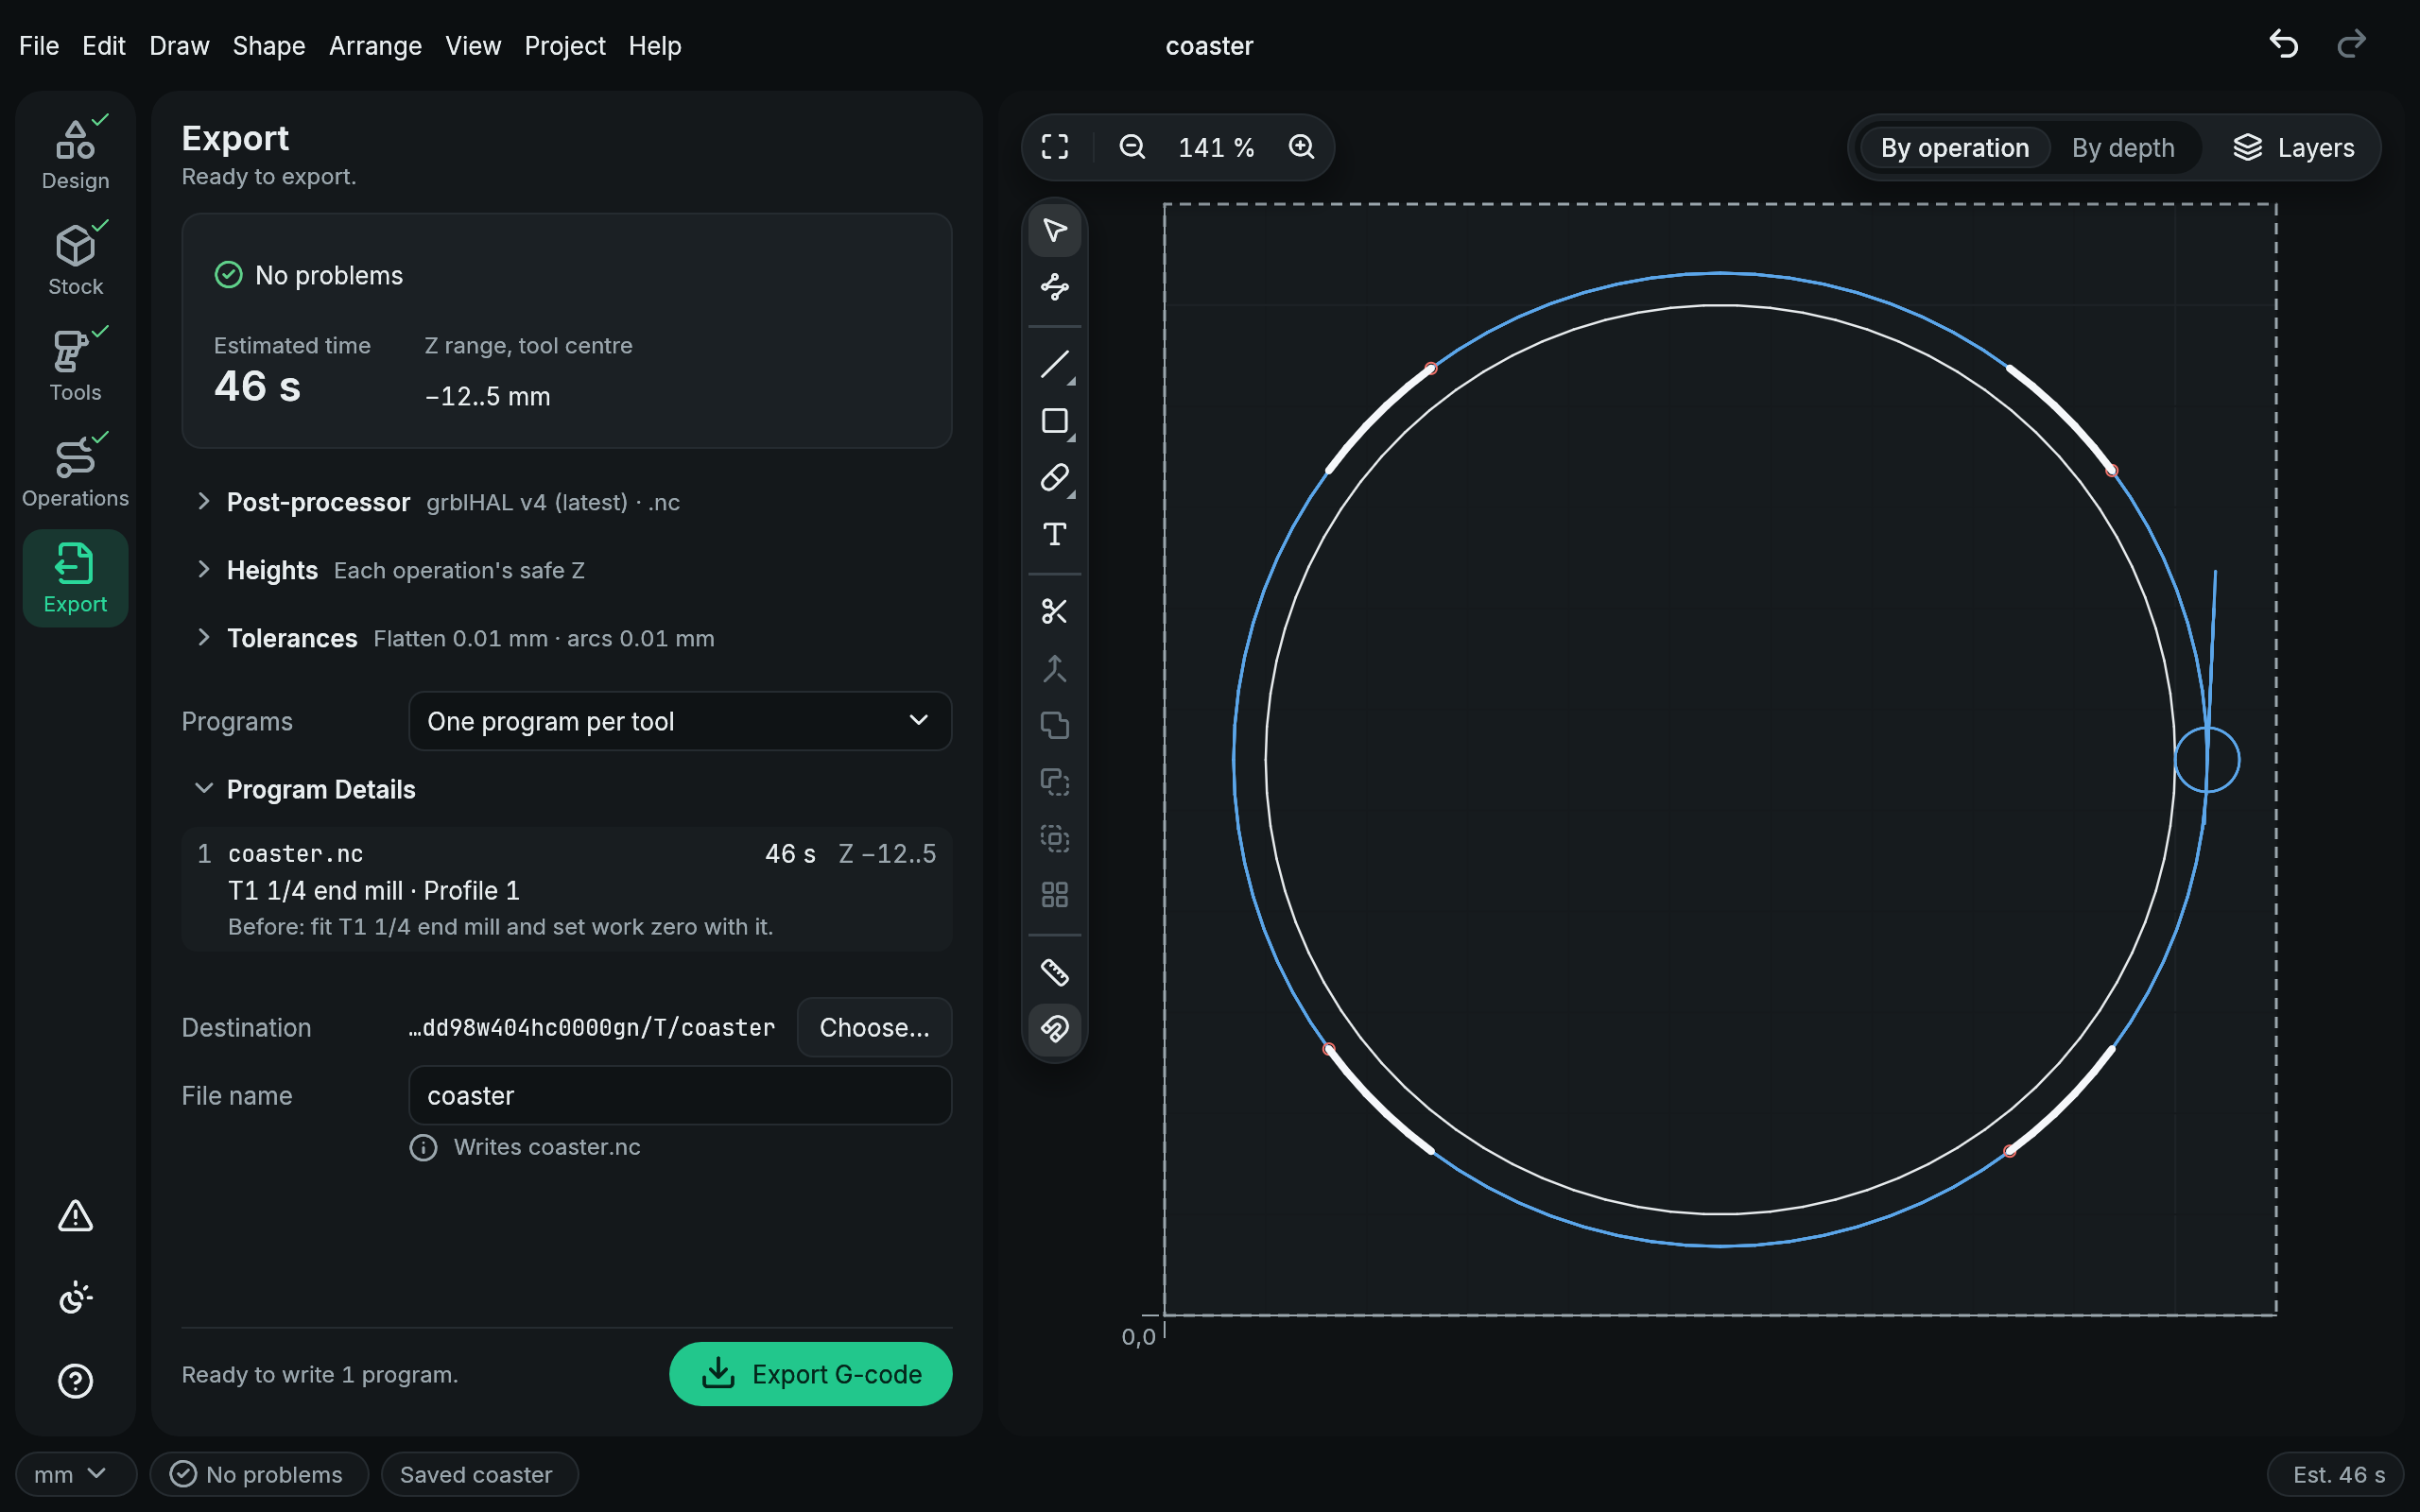 File Edit Draw Shape Arrange View Project Help
coaster
Design
Stock
Tools
Operations
Export
Export
Ready to export.
No problems
Estimated time
46 s
Z range, tool centre
−12..5 mm
Post-processor grblHAL v4 (latest) · .nc
Heights Each operation's safe Z
Tolerances Flatten 0.01 mm · arcs 0.01 mm
Programs One program per tool
Program Details
1 coaster.nc 46 s Z −12..5
T1 1/4 end mill · Profile 1
Before: fit T1 1/4 end mill and set work zero with it.
Destination …dd98w404hc0000gn/T/coaster Choose…
File name coaster
Writes coaster.nc
Ready to write 1 program. Export G-code
141 %
By operation By depth Layers
0,0
mm No problems Saved coaster
Est. 46 s